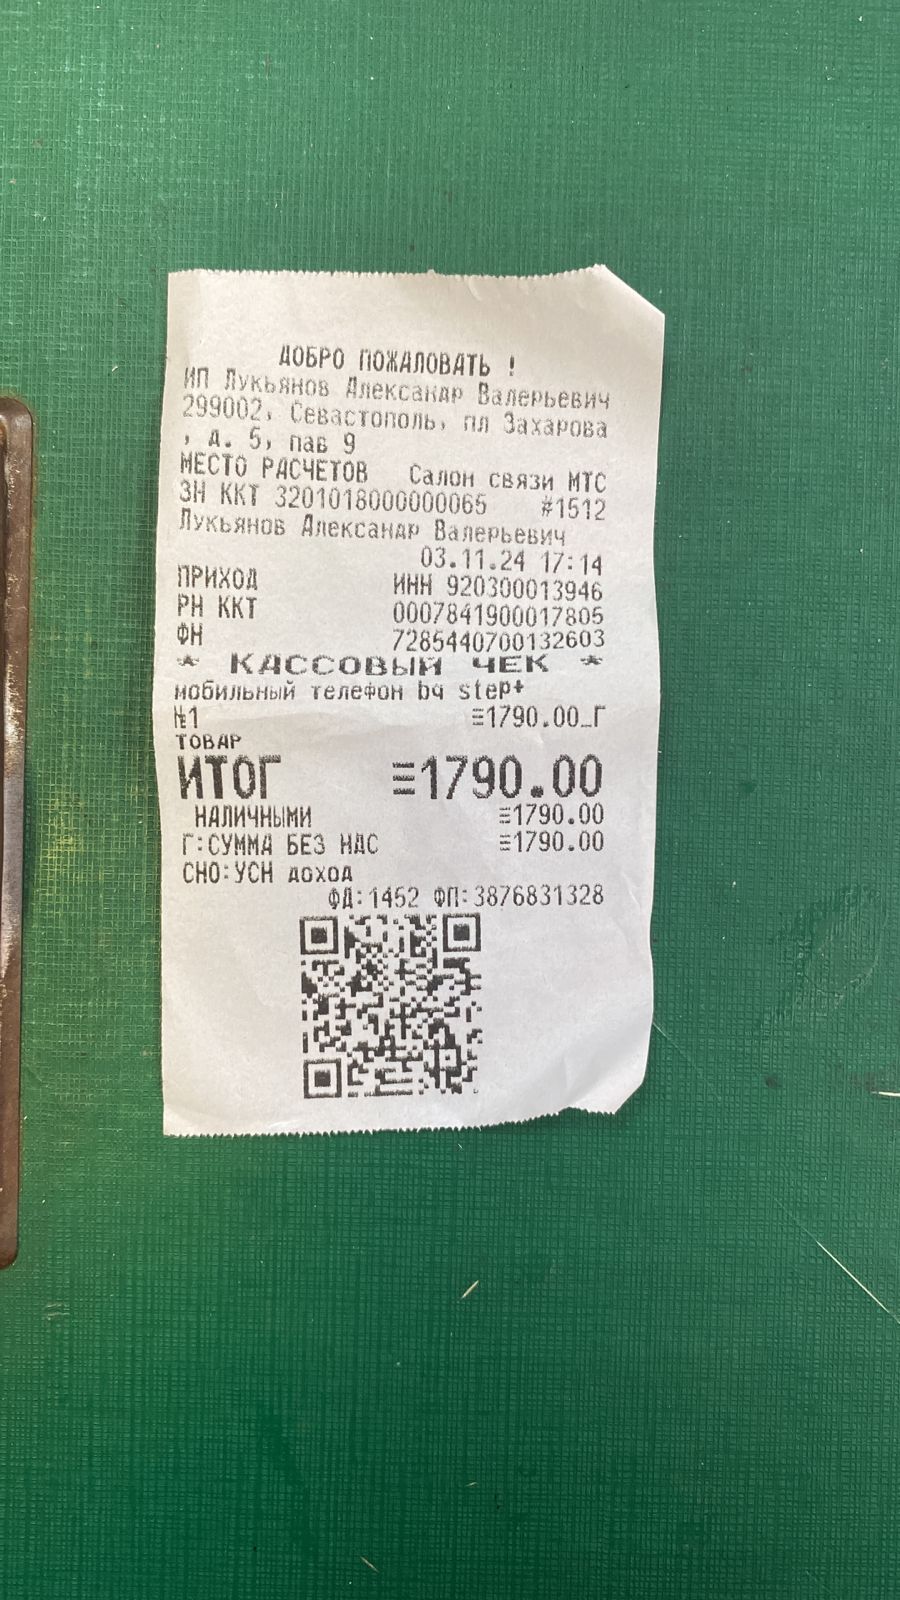 ДОБРО ПОЖАЛОВАТЬ !
ИП Лукьянов Александр Валерьевич
299002, Севастополь, пл Захарова
, д. 5, пав 9
МЕСТО РАСЧЕТОВ Салон связи МТС
ЗН ККТ 3201018000000065 #1512
Лукьянов Александр Валерьевич
03.11.24 17:14
ПРИХОД ИНН 920300013946
РН ККТ 0007841900017805
ФН 7285440700132603
* КАССОВЫЙ ЧЕК *
мобильный телефон bq step+
№1 ≡1790.00_Г
ТОВАР
ИТОГ ≡1790.00
НАЛИЧНЫМИ ≡1790.00
Г:СУММА БЕЗ НДС ≡1790.00
СНО:УСН доход
ФД:1452 ФП:3876831328